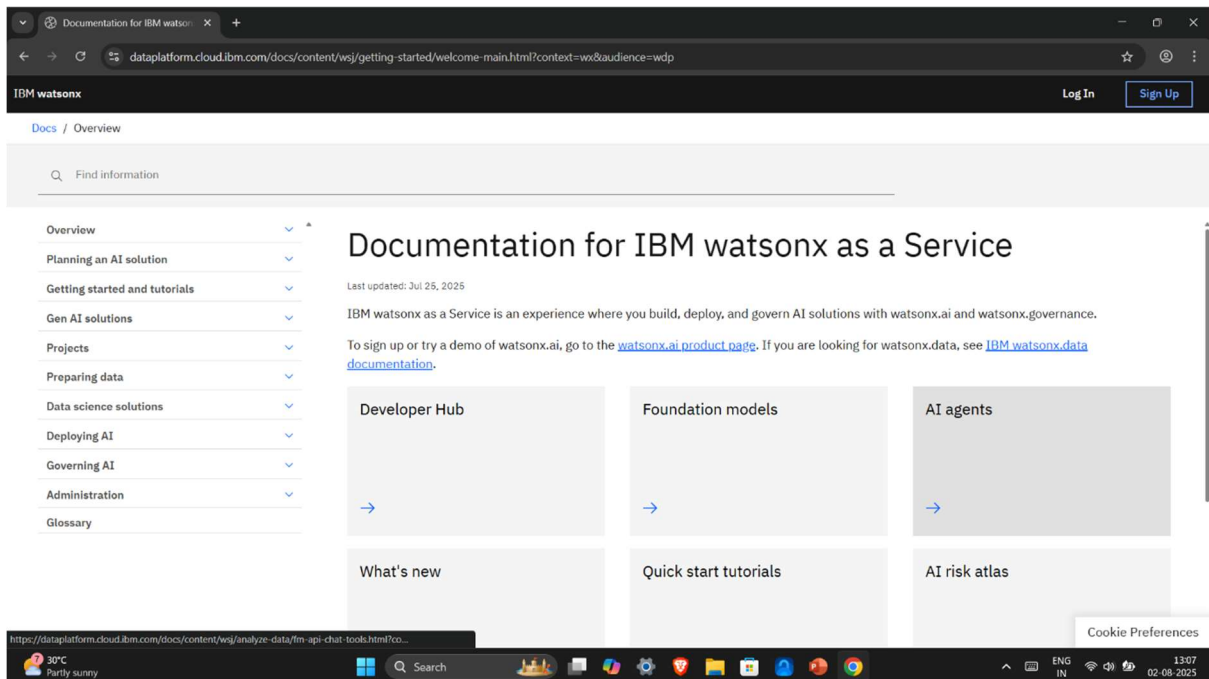 Documentation for IBM watson
dataplatform.cloud.ibm.com/docs/content/wsj/getting-started/welcome-main.html?context=wx&audience=wdp
IBM watsonx
Log In
Sign Up
Docs / Overview
Find information
Overview
Planning an AI solution
Getting started and tutorials
Gen AI solutions
Projects
Preparing data
Data science solutions
Deploying AI
Governing AI
Administration
Glossary
Documentation for IBM watsonx as a Service
Last updated: Jul 25, 2025
IBM watsonx as a Service is an experience where you build, deploy, and govern AI solutions with watsonx.ai and watsonx.governance.
To sign up or try a demo of watsonx.ai, go to the watsonx.ai product page. If you are looking for watsonx.data, see IBM watsonx.data
documentation.
Developer Hub
Foundation models
AI agents
What's new
Quick start tutorials
AI risk atlas
Cookie Preferences
https://dataplatform.cloud.ibm.com/docs/content/wsj/analyze-data/fm-api-chat-tools.html?co...
7
30°C
Partly sunny
Search
ENG
IN
13:07
02-08-2025